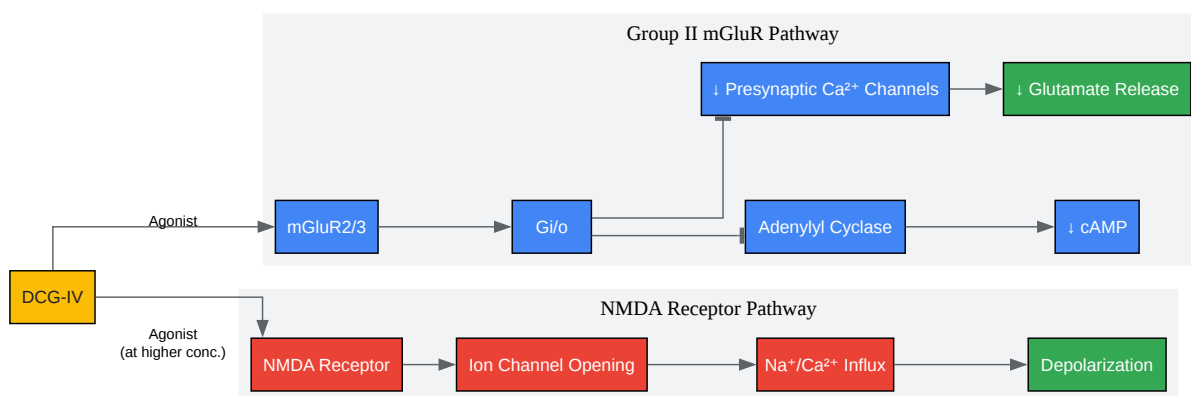 Group II mGluR Pathway
↓ Presynaptic Ca²⁺ Channels
↓ Glutamate Release
Agonist
mGluR2/3
Gi/o
Adenylyl Cyclase
↓ cAMP
DCG-IV
NMDA Receptor Pathway
Agonist
(at higher conc.)
NMDA Receptor
Ion Channel Opening
Na⁺/Ca²⁺ Influx
Depolarization